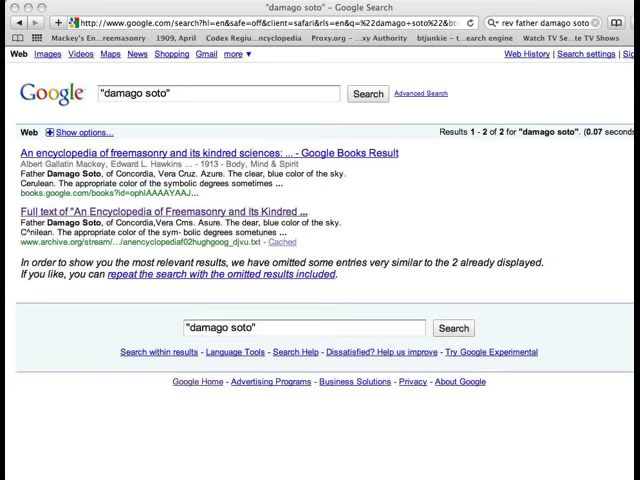 "damago soto" – Google Search
http://www.google.com/search?hl=en&safe=off&client=safari&rls=en&q=%22damago+soto%22&bt
rev father damago soto
Mackey's En...reemasonry 1909, April Codex Reg...ncyclopedia Proxy.org – ...xy Authority btjunkie – ...earch engine Watch TV Se...te TV Shows
Web Images Videos Maps News Shopping Gmail more ▼ Web History | Search settings | Si
Google "damago soto" Search Advanced Search
Web Show options... Results 1 - 2 of 2 for "damago soto". (0.07 seconds
An encyclopedia of freemasonry and its kindred sciences: ... - Google Books Result
Albert Gallatin Mackey, Edward L. Hawkins ... - 1913 - Body, Mind & Spirit
Father Damago Soto, of Concordia, Vera Cruz. Azure. The clear, blue color of the sky.
Cerulean. The appropriate color of the symbolic degrees sometimes ...
books.google.com/books?id=ophIAAAAYAAJ...
Full text of "An Encyclopedia of Freemasonry and Its Kindred ...
Father Damago Soto, of Concordia,Vera Cms. Asure. The clear, blue color of the sky.
C^nilean. The appropriate color of the sym- bolic degrees sometunes ...
www.archive.org/stream/.../anencyclopediaf02hughgoog_djvu.txt - Cached
In order to show you the most relevant results, we have omitted some entries very similar to the 2 already displayed.
If you like, you can repeat the search with the omitted results included.
"damago soto" Search
Search within results - Language Tools - Search Help - Dissatisfied? Help us improve - Try Google Experimental
Google Home - Advertising Programs - Business Solutions - Privacy - About Google